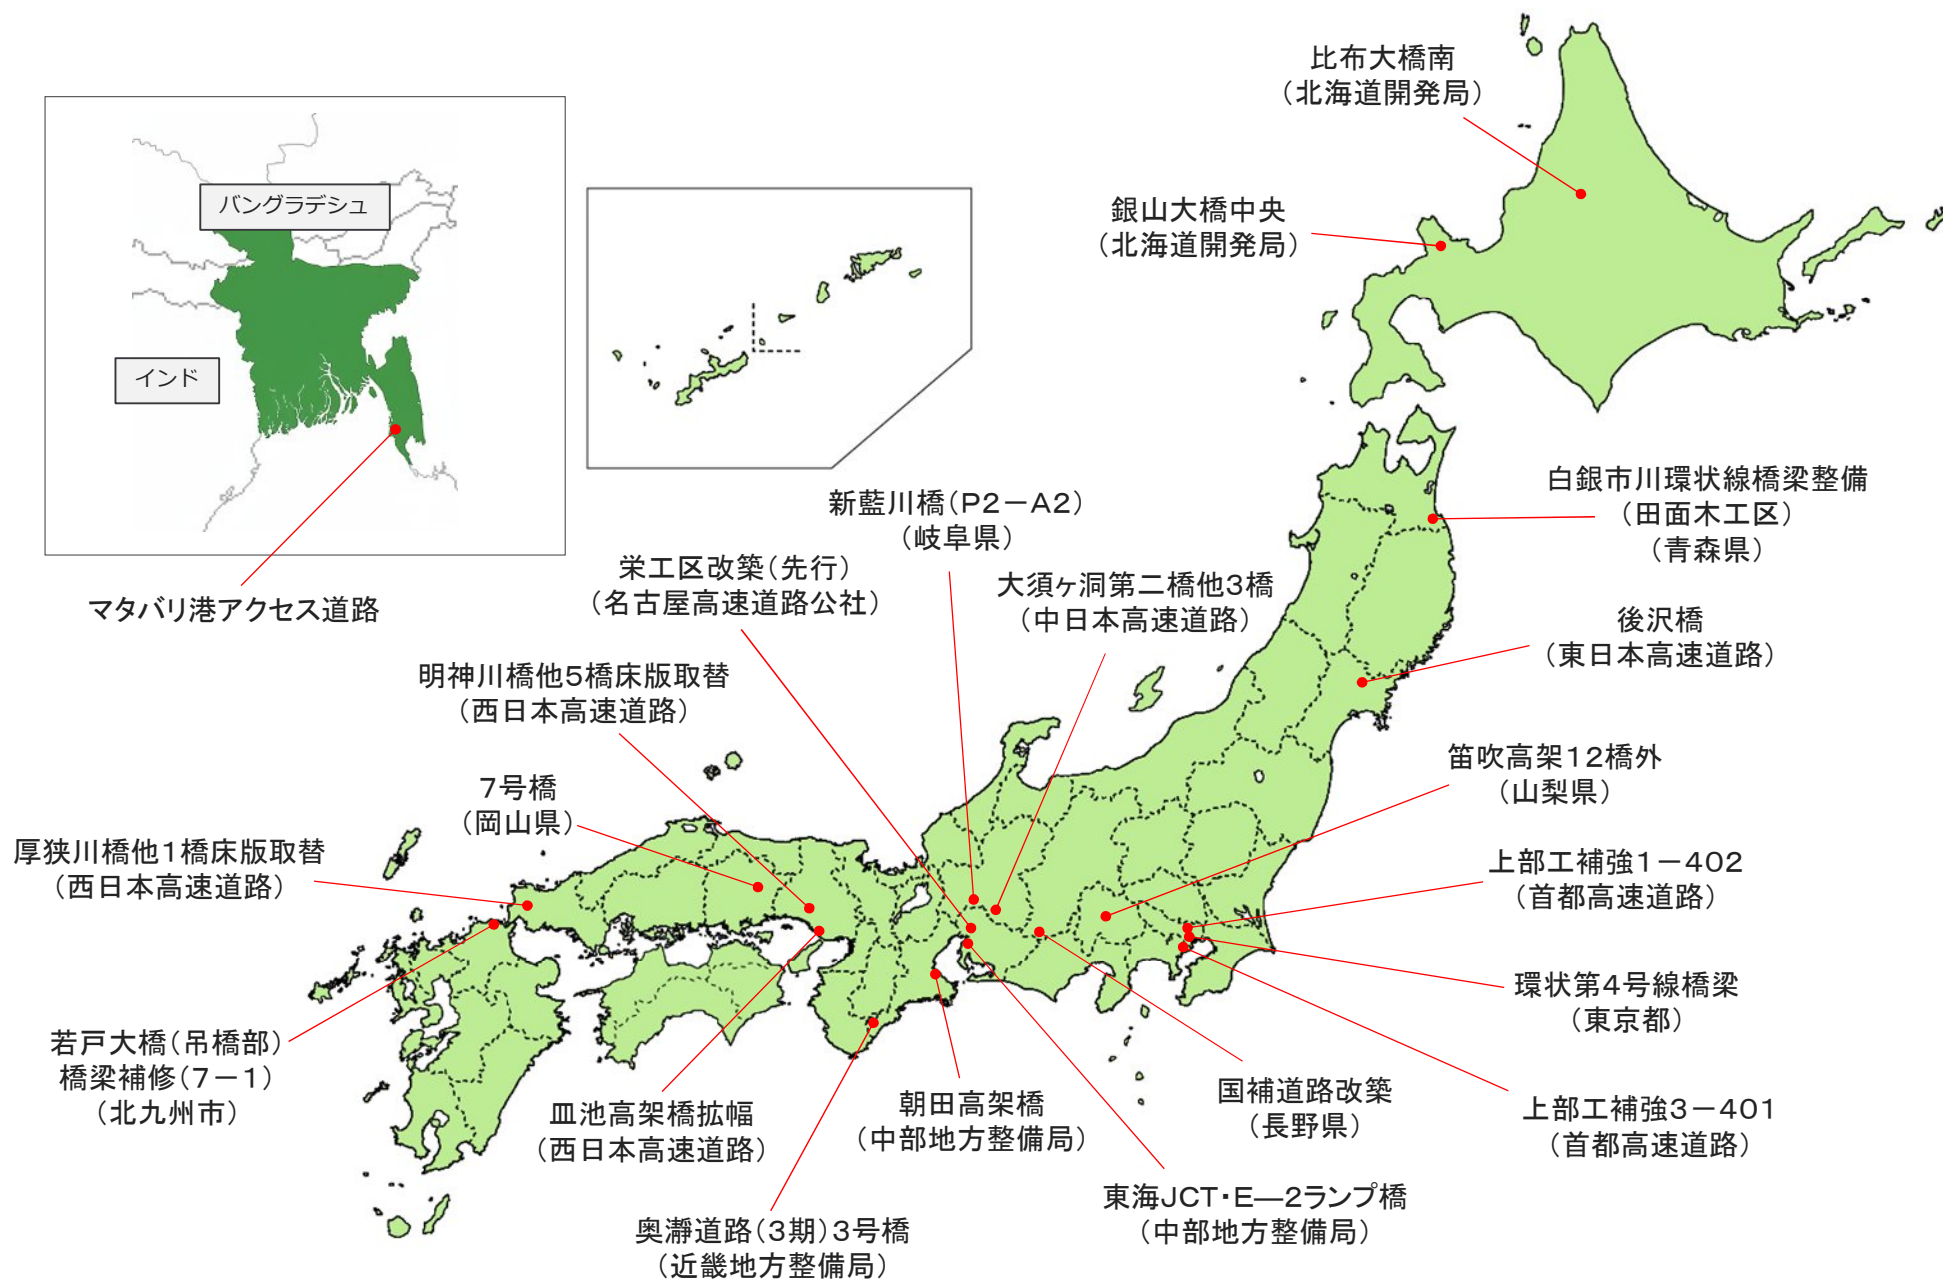 比布大橋南
（北海道開発局）
銀山大橋中央
（北海道開発局）
バングラデシュ
インド
マタバリ港アクセス道路
新藍川橋（P2－A2）
（岐阜県）
栄工区改築（先行）
（名古屋高速道路公社）
大須ヶ洞第二橋他3橋
（中日本高速道路）
白銀市川環状線橋梁整備
（田面木工区）
（青森県）
後沢橋
（東日本高速道路）
明神川橋他5橋床版取替
（西日本高速道路）
7号橋
（岡山県）
厚狭川橋他1橋床版取替
（西日本高速道路）
笛吹高架12橋外
（山梨県）
上部工補強1－402
（首都高速道路）
環状第4号線橋梁
（東京都）
上部工補強3－401
（首都高速道路）
国補道路改築
（長野県）
若戸大橋（吊橋部）
橋梁補修（7－1）
（北九州市）
皿池高架橋拡幅
（西日本高速道路）
朝田高架橋
（中部地方整備局）
東海JCT・E―2ランプ橋
（中部地方整備局）
奥瀞道路（3期）3号橋
（近畿地方整備局）